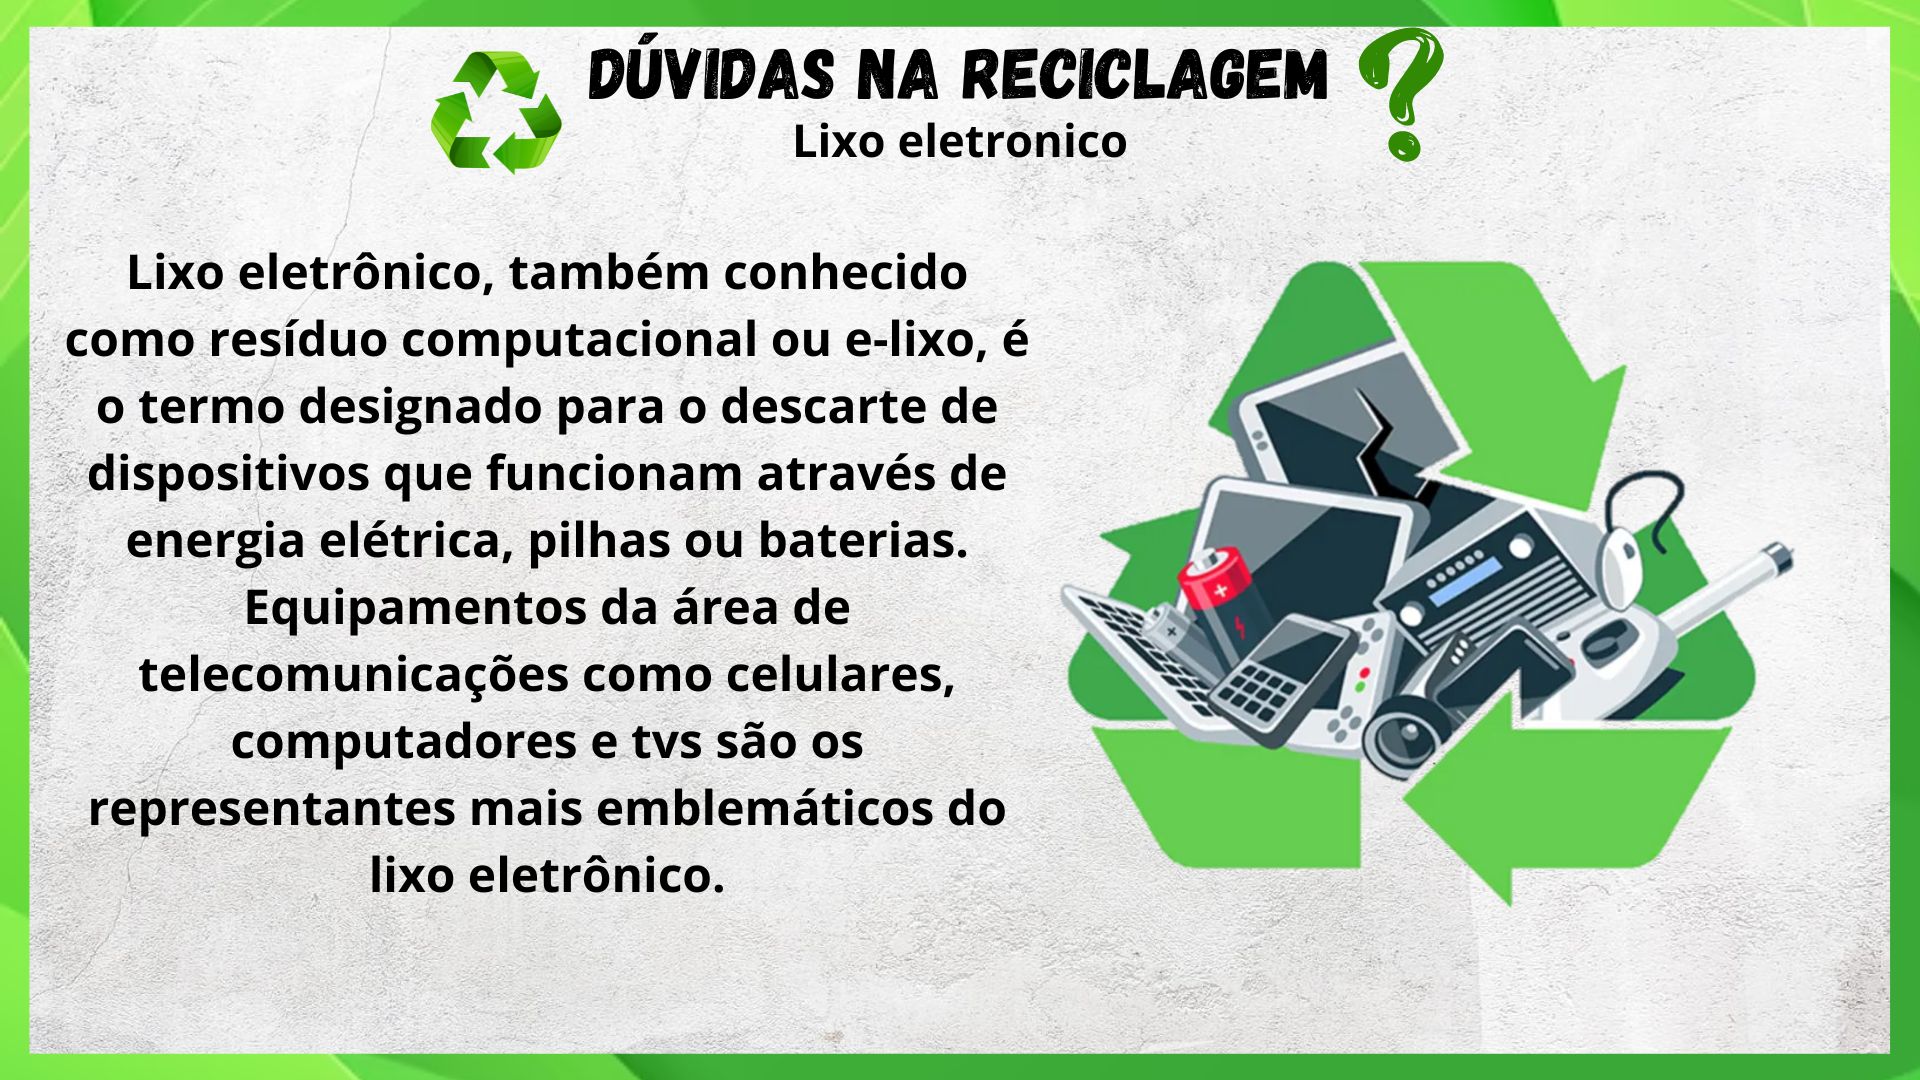 DÚVIDAS NA RECICLAGEM ?
Lixo eletronico
Lixo eletrônico, também conhecido
como resíduo computacional ou e-lixo, é
o termo designado para o descarte de
dispositivos que funcionam através de
energia elétrica, pilhas ou baterias.
Equipamentos da área de
telecomunicações como celulares,
computadores e tvs são os
representantes mais emblemáticos do
lixo eletrônico.